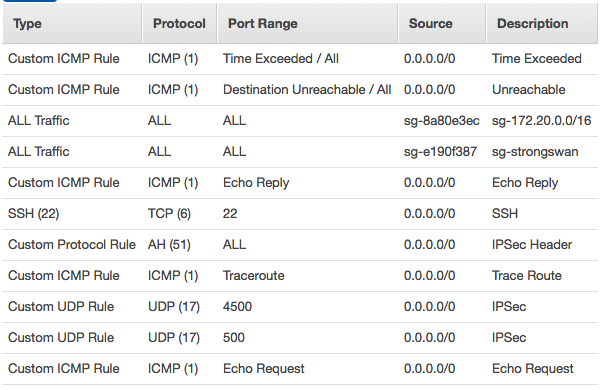 Type Protocol Port Range Source Description
Custom ICMP Rule ICMP (1) Time Exceeded / All 0.0.0.0/0 Time Exceeded
Custom ICMP Rule ICMP (1) Destination Unreachable / All 0.0.0.0/0 Unreachable
ALL Traffic ALL ALL sg-8a80e3ec sg-172.20.0.0/16
ALL Traffic ALL ALL sg-e190f387 sg-strongswan
Custom ICMP Rule ICMP (1) Echo Reply 0.0.0.0/0 Echo Reply
SSH (22) TCP (6) 22 0.0.0.0/0 SSH
Custom Protocol Rule AH (51) ALL 0.0.0.0/0 IPSec Header
Custom ICMP Rule ICMP (1) Traceroute 0.0.0.0/0 Trace Route
Custom UDP Rule UDP (17) 4500 0.0.0.0/0 IPSec
Custom UDP Rule UDP (17) 500 0.0.0.0/0 IPSec
Custom ICMP Rule ICMP (1) Echo Request 0.0.0.0/0 Echo Request